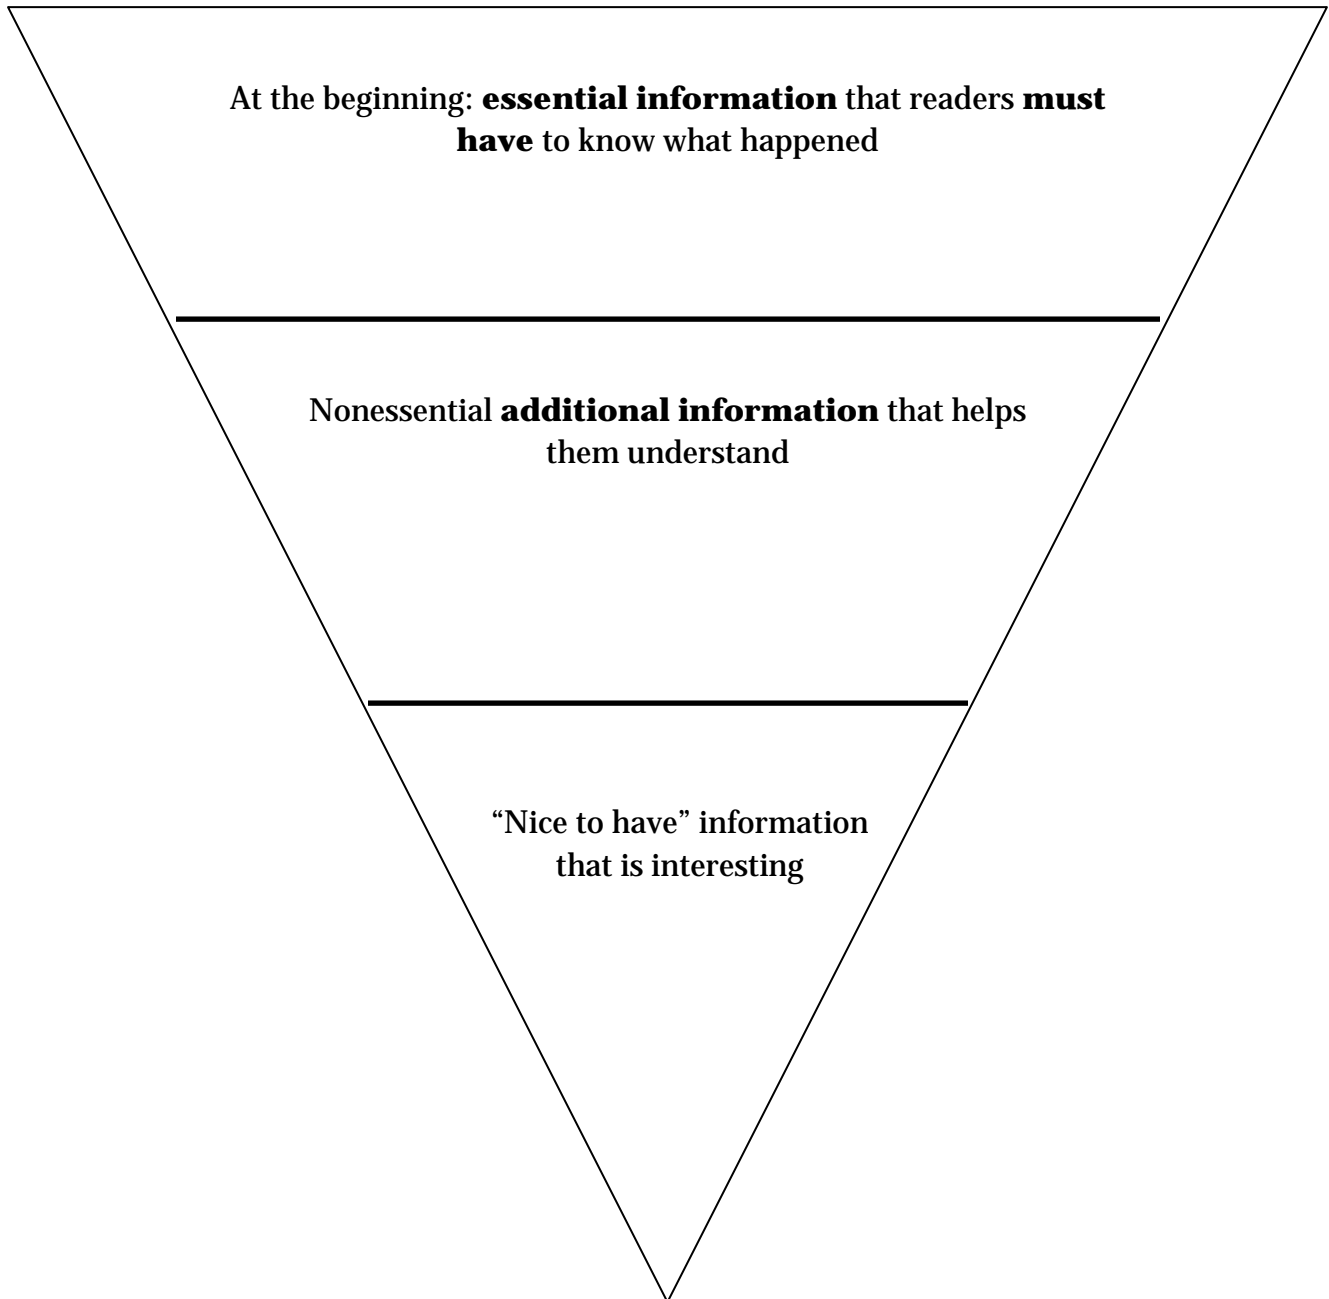 At the beginning: essential information that readers must
have to know what happened
Nonessential additional information that helps
them understand
“Nice to have” information
that is interesting